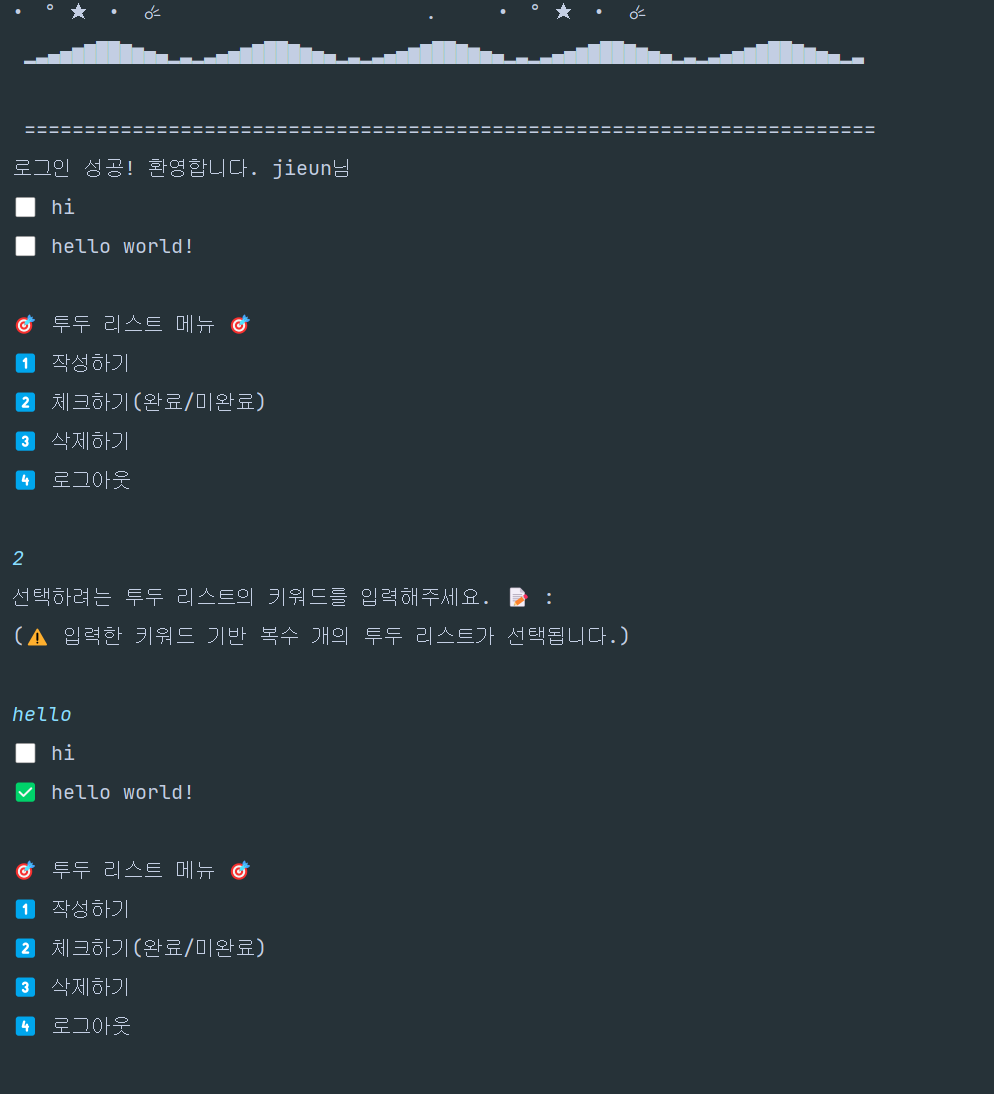 로그인 성공! 환영합니다. jieun님
hi
hello world!
🎯 투두 리스트 메뉴 🎯
1️⃣ 작성하기
2️⃣ 체크하기(완료/미완료)
3️⃣ 삭제하기
4️⃣ 로그아웃
2
선택하려는 투두 리스트의 키워드를 입력해주세요. 📝 :
(⚠️ 입력한 키워드 기반 복수 개의 투두 리스트가 선택됩니다.)
hello
⬜ hi
✅ hello world!
🎯 투두 리스트 메뉴 🎯
1️⃣ 작성하기
2️⃣ 체크하기(완료/미완료)
3️⃣ 삭제하기
4️⃣ 로그아웃